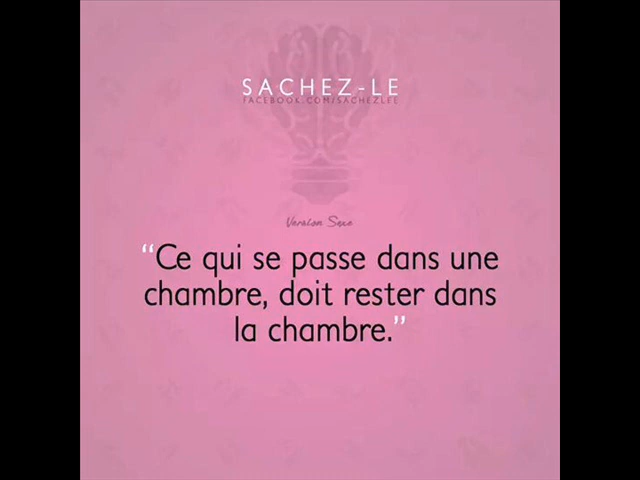 SACHEZ-LE
FACEBOOK.COM/SACHEZLEE
Version Sexe
“Ce qui se passe dans une
chambre, doit rester dans
la chambre.”